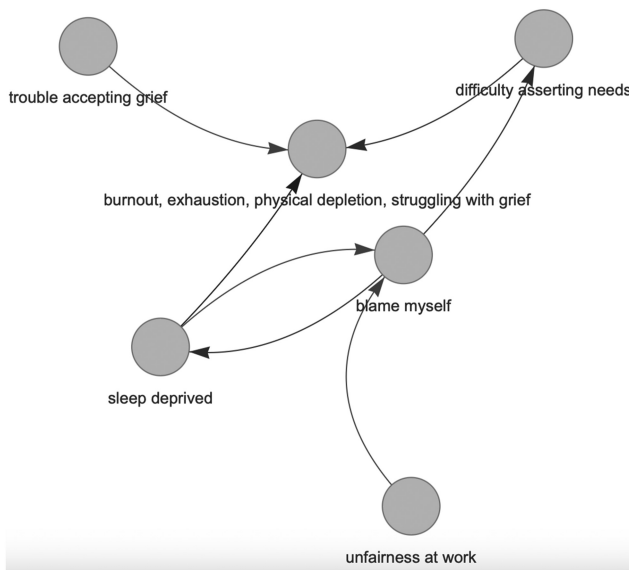 difficulty asserting needs
trouble accepting grief
burnout, exhaustion, physical depletion, struggling with grief
blame myself
sleep deprived
unfairness at work